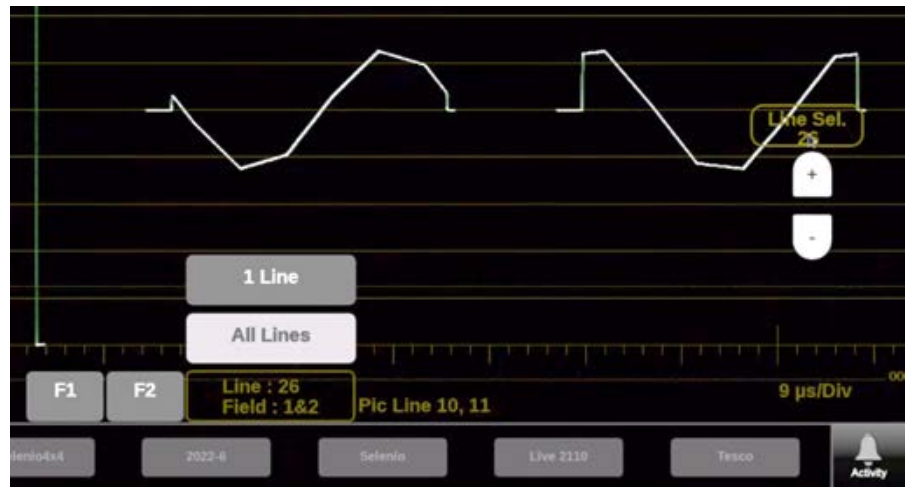 Line Sel.
26
+
-
1 Line
All Lines
F1
F2
Line : 26
Field : 1&2
Pic Line 10, 11
9 µs/Div
elenio4x4
2022-6
Selenio
Live 2110
Tesco
Activity